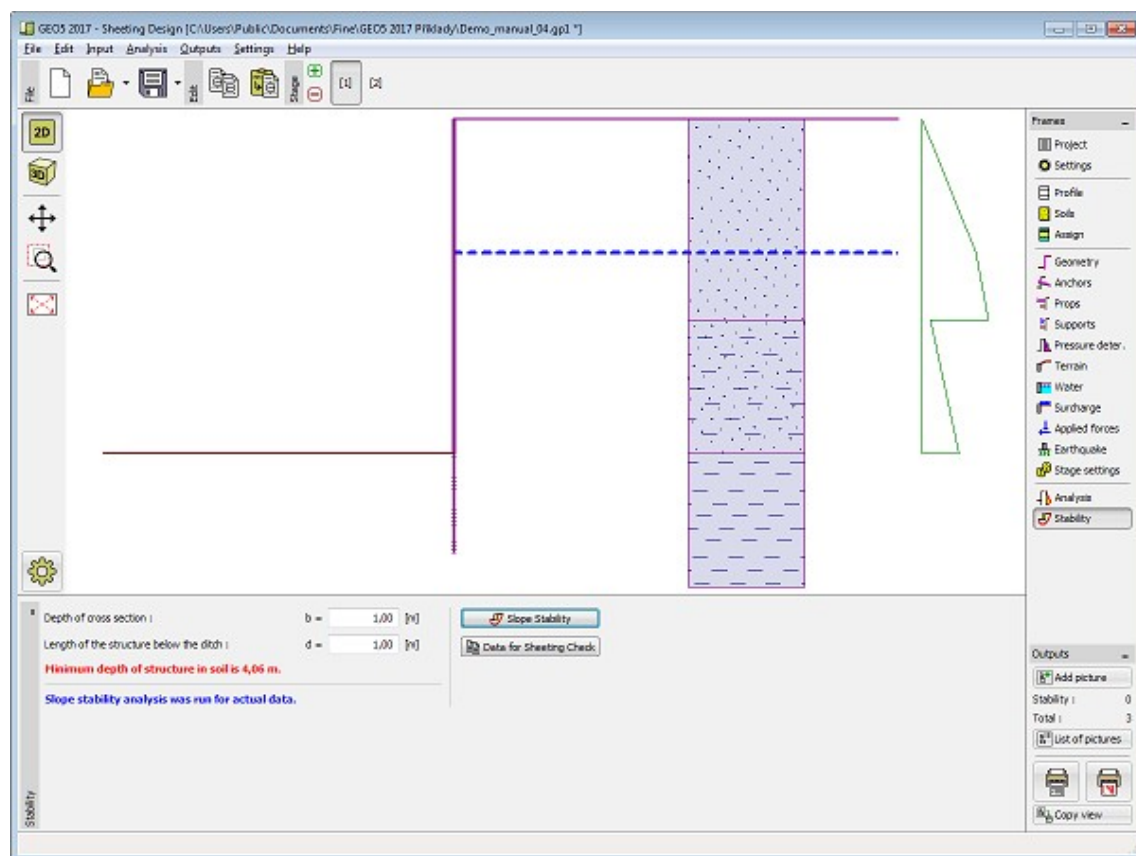 GEO5 2017 - Sheeting Design [C:\Users\Public\Documents\Fine\GEO5 2017 Příklady\Demo_manual_04.gp1 *]
File Edit Input Analysis Outputs Settings Help
File
Edit
Stage
[1] [2]
2D
3D
Frames
Project
Settings
Profile
Soils
Assign
Geometry
Anchors
Props
Supports
Pressure deter.
Terrain
Water
Surcharge
Applied forces
Earthquake
Stage settings
Analysis
Stability
Depth of cross section : b = 1,00 [m]
Length of the structure below the ditch : d = 1,00 [m]
Minimum depth of structure in soil is 4,06 m.
Slope stability analysis was run for actual data.
Slope Stability
Data for Sheeting Check
Stability
Outputs
Add picture
Stability : 0
Total : 3
List of pictures
Copy view